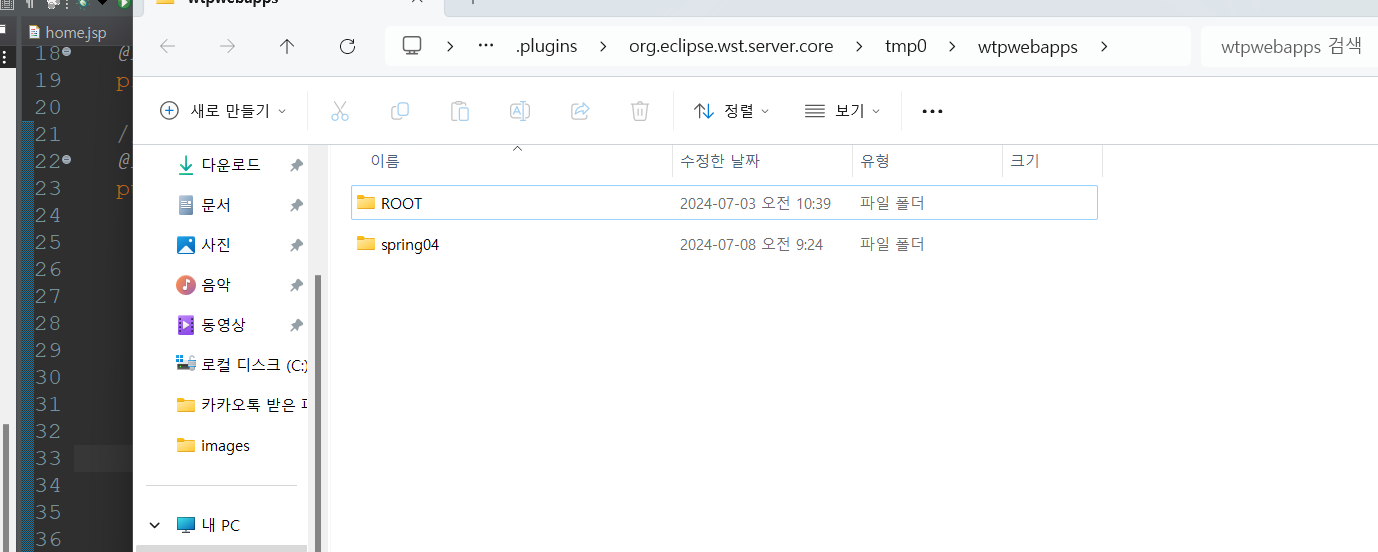 wtpwebapps
home.jsp
··· .plugins > org.eclipse.wst.server.core > tmp0 > wtpwebapps >
wtpwebapps 검색
새로 만들기
정렬
보기
···
이름 수정한 날짜 유형 크기
ROOT 2024-07-03 오전 10:39 파일 폴더
spring04 2024-07-08 오전 9:24 파일 폴더
다운로드
문서
사진
음악
동영상
로컬 디스크 (C:)
카카오톡 받은
images
내 PC
18 @
19 p
20
21 /
22 @
23 p
24
25
26
27
28
29
30
31
32
33
34
35
36